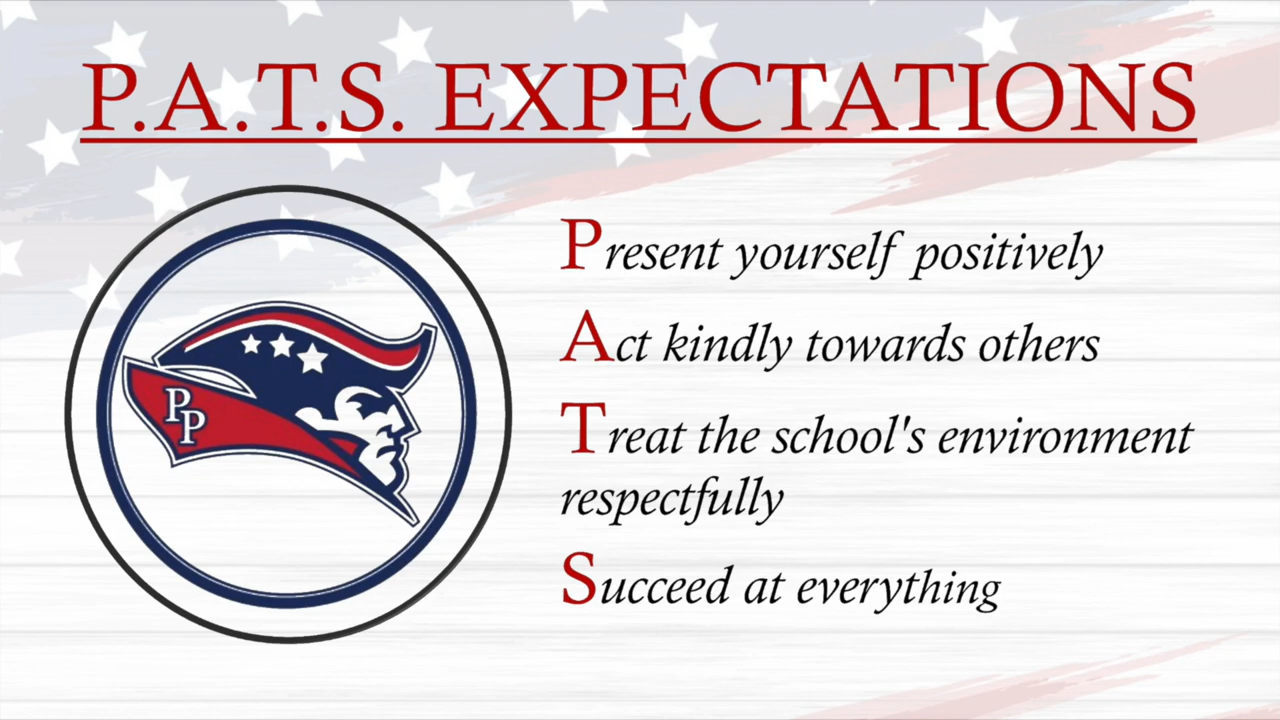 P.A.T.S. EXPECTATIONS
Present yourself positively
Act kindly towards others
PP
Treat the school's environment
respectfully
Succeed at everything